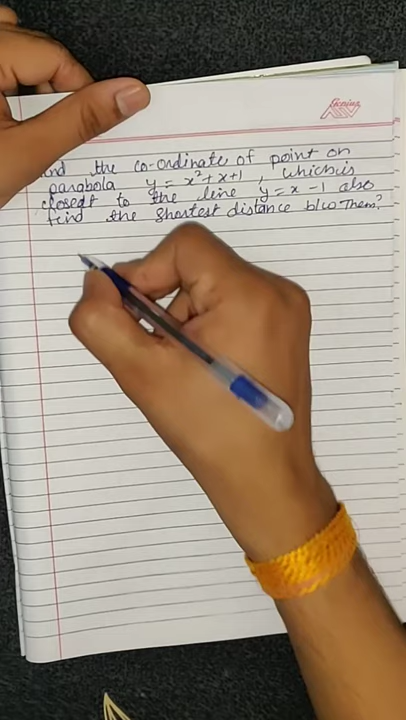 Genius
nd the co-ordinate of point on
parabola y = x²+x+1, which is
closest to the line y = x -1 also
find the shortest distance b/w Them?